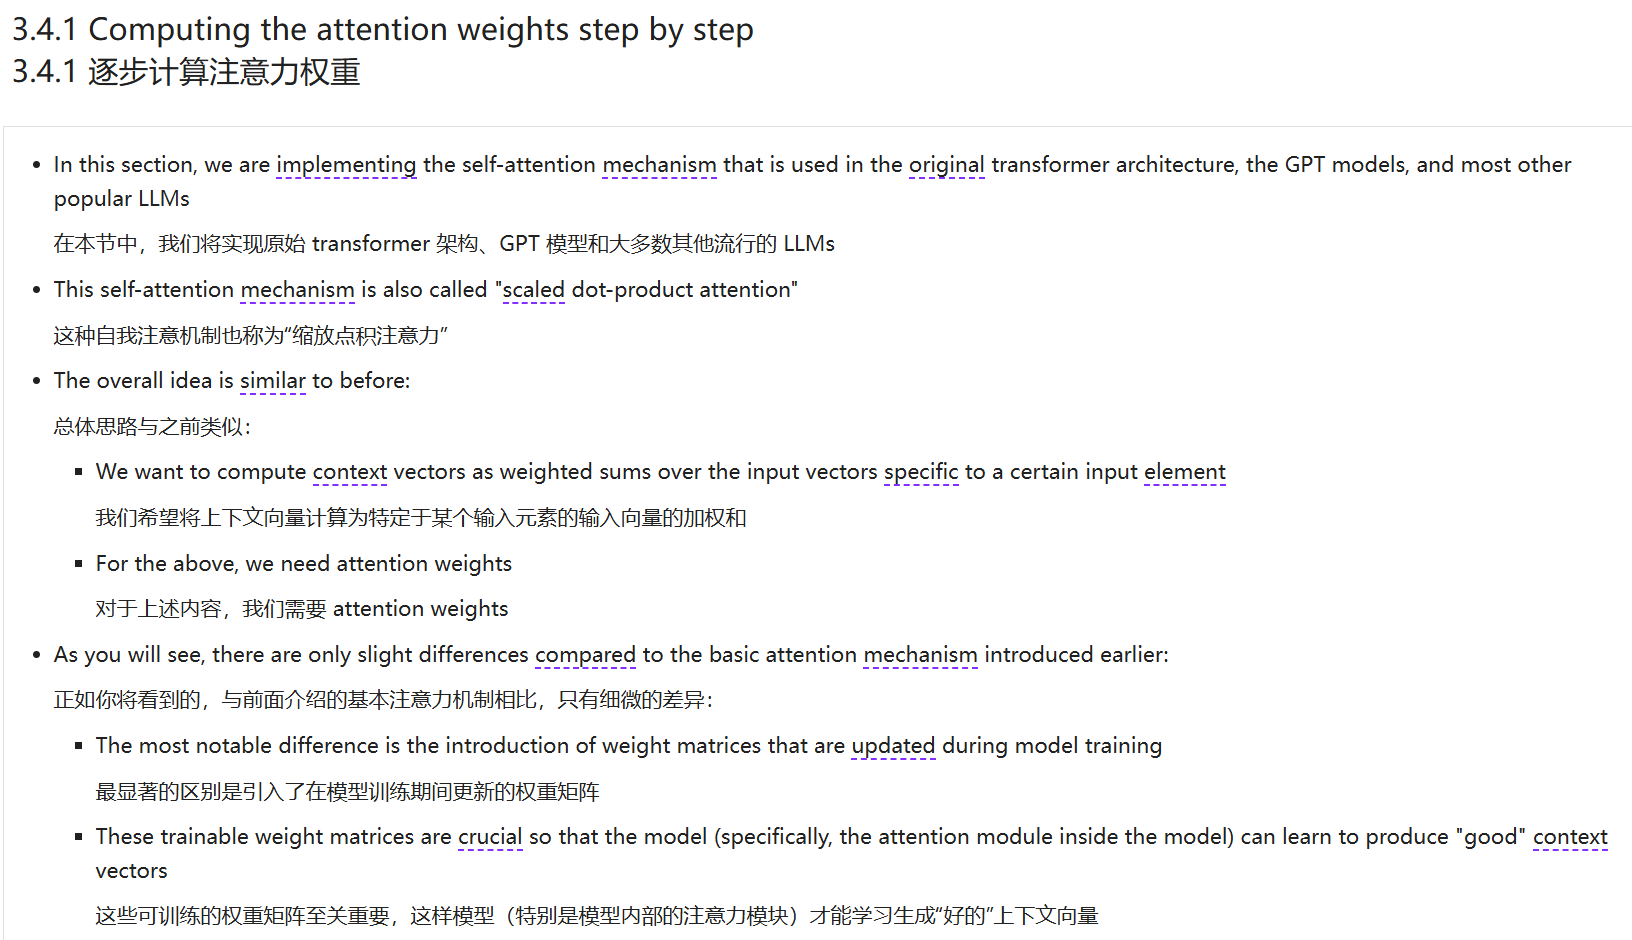 3.4.1 Computing the attention weights step by step
3.4.1 逐步计算注意力权重
In this section, we are implementing the self-attention mechanism that is used in the original transformer architecture, the GPT models, and most other
popular LLMs
在本节中，我们将实现原始 transformer 架构、GPT 模型和大多数其他流行的 LLMs
This self-attention mechanism is also called "scaled dot-product attention"
这种自我注意机制也称为“缩放点积注意力”
The overall idea is similar to before:
总体思路与之前类似：
We want to compute context vectors as weighted sums over the input vectors specific to a certain input element
我们希望将上下文向量计算为特定于某个输入元素的输入向量的加权和
For the above, we need attention weights
对于上述内容，我们需要 attention weights
As you will see, there are only slight differences compared to the basic attention mechanism introduced earlier:
正如你将看到的，与前面介绍的基本注意力机制相比，只有细微的差异：
The most notable difference is the introduction of weight matrices that are updated during model training
最显著的区别是引入了在模型训练期间更新的权重矩阵
These trainable weight matrices are crucial so that the model (specifically, the attention module inside the model) can learn to produce "good" context
vectors
这些可训练的权重矩阵至关重要，这样模型（特别是模型内部的注意力模块）才能学习生成“好的”上下文向量